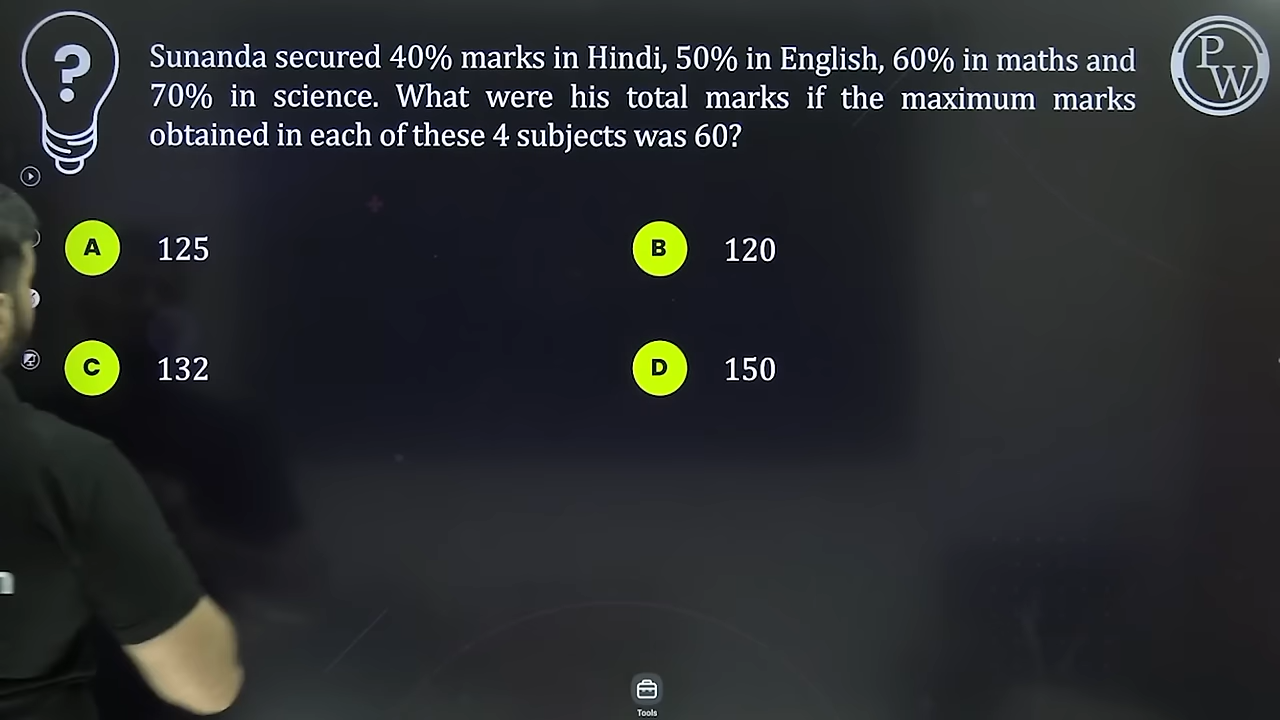 Sunanda secured 40% marks in Hindi, 50% in English, 60% in maths and
70% in science. What were his total marks if the maximum marks
obtained in each of these 4 subjects was 60?
PW
A 125
B 120
C 132
D 150
n
Tools